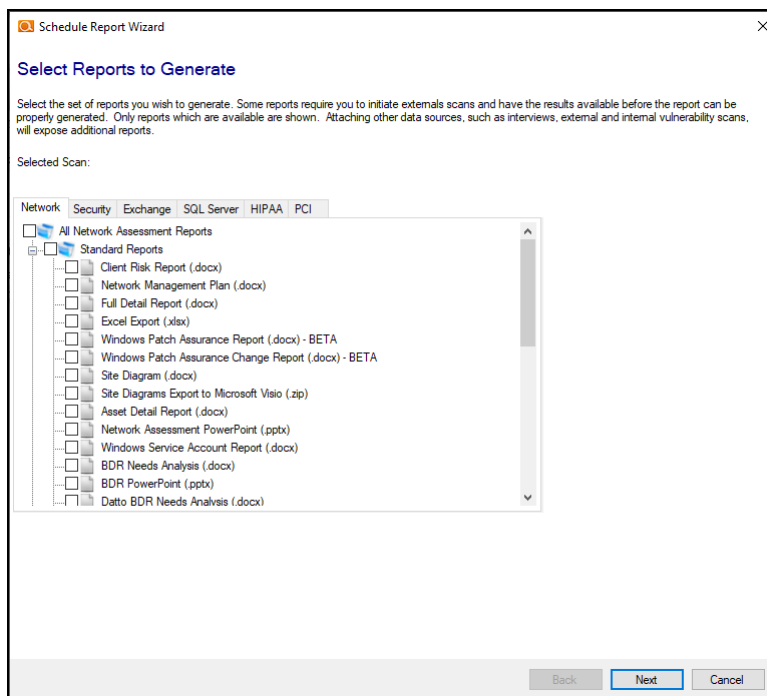 Schedule Report Wizard
Select Reports to Generate
Select the set of reports you wish to generate. Some reports require you to initiate externals scans and have the results available before the report can be
properly generated. Only reports which are available are shown. Attaching other data sources, such as interviews, external and internal vulnerability scans,
will expose additional reports.
Selected Scan:
Network Security Exchange SQL Server HIPAA PCI
All Network Assessment Reports
Standard Reports
Client Risk Report (.docx)
Network Management Plan (.docx)
Full Detail Report (.docx)
Excel Export (.xlsx)
Windows Patch Assurance Report (.docx) - BETA
Windows Patch Assurance Change Report (.docx) - BETA
Site Diagram (.docx)
Site Diagrams Export to Microsoft Visio (.zip)
Asset Detail Report (.docx)
Network Assessment PowerPoint (.pptx)
Windows Service Account Report (.docx)
BDR Needs Analysis (.docx)
BDR PowerPoint (.pptx)
Datto BDR Needs Analysis (.docx)
Back Next Cancel